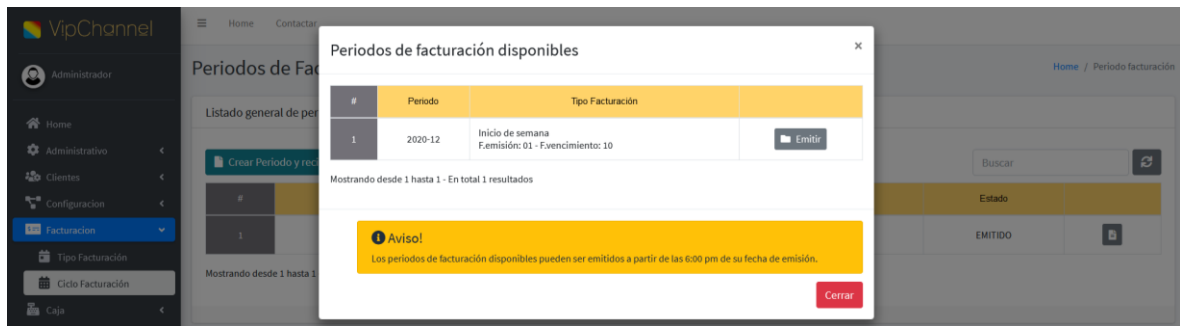 VipChannel
Home Contactar
Administrador
Home
Administrativo
Clientes
Configuracion
Facturacion
Tipo Facturación
Ciclo Facturación
Caja
Periodos de Fac
Home / Periodo facturación
Listado general de per
Crear Periodo y reci
Buscar
# Estado
1 EMITIDO
Mostrando desde 1 hasta 1
Periodos de facturación disponibles ×
# Periodo Tipo Facturación
1 2020-12 Inicio de semana
F.emisión: 01 - F.vencimiento: 10
Emitir
Mostrando desde 1 hasta 1 - En total 1 resultados
Aviso!
Los periodos de facturación disponibles pueden ser emitidos a partir de las 6:00 pm de su fecha de emisión.
Cerrar